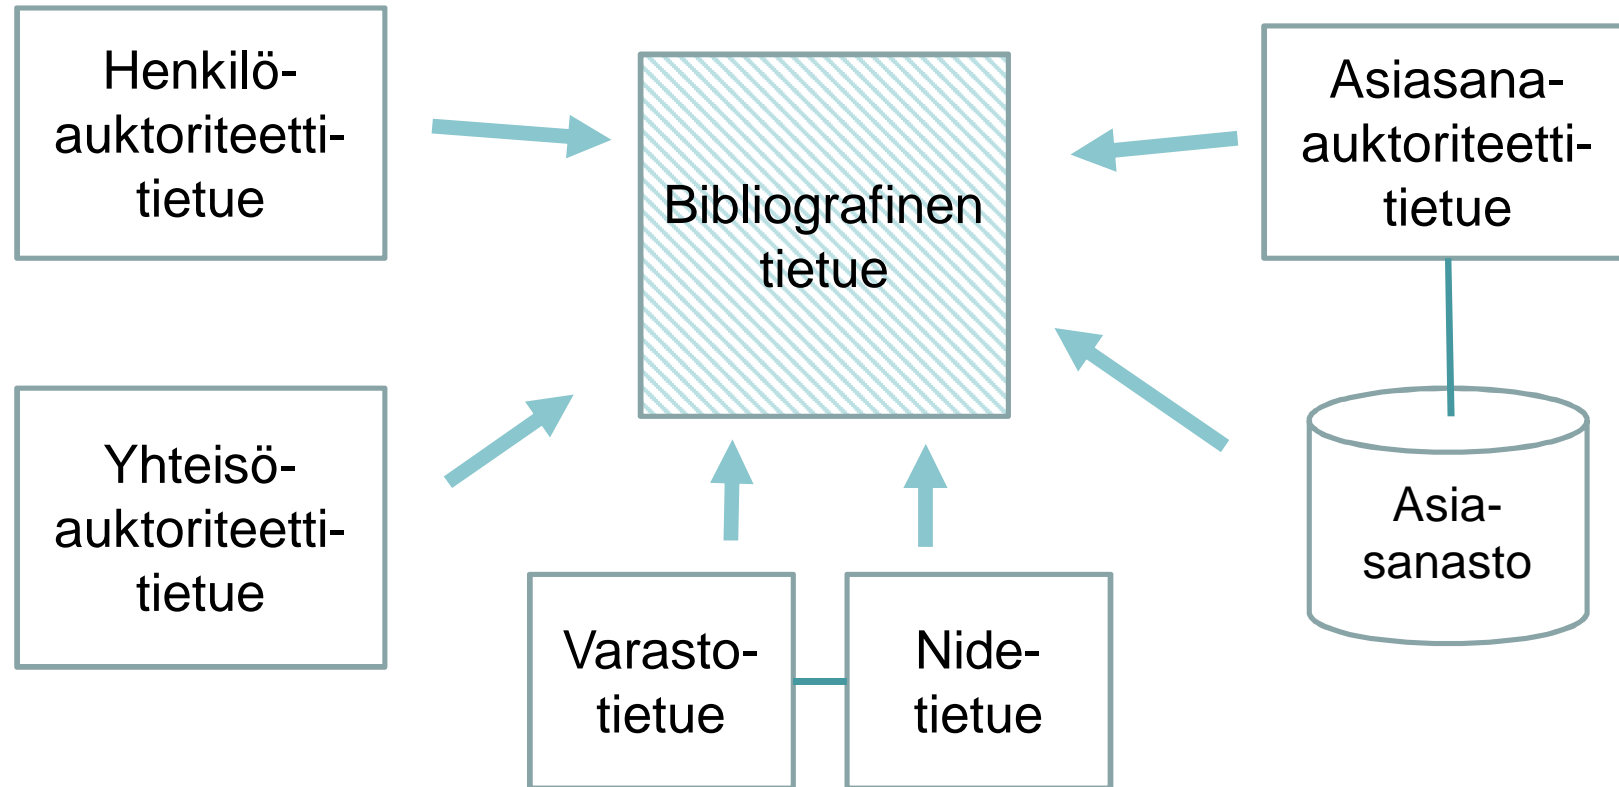 Henkilö-
auktoriteetti-
tietue
Bibliografinen
tietue
Asiasana-
auktoriteetti-
tietue
Yhteisö-
auktoriteetti-
tietue
Varasto-
tietue
Nide-
tietue
Asia-
sanasto